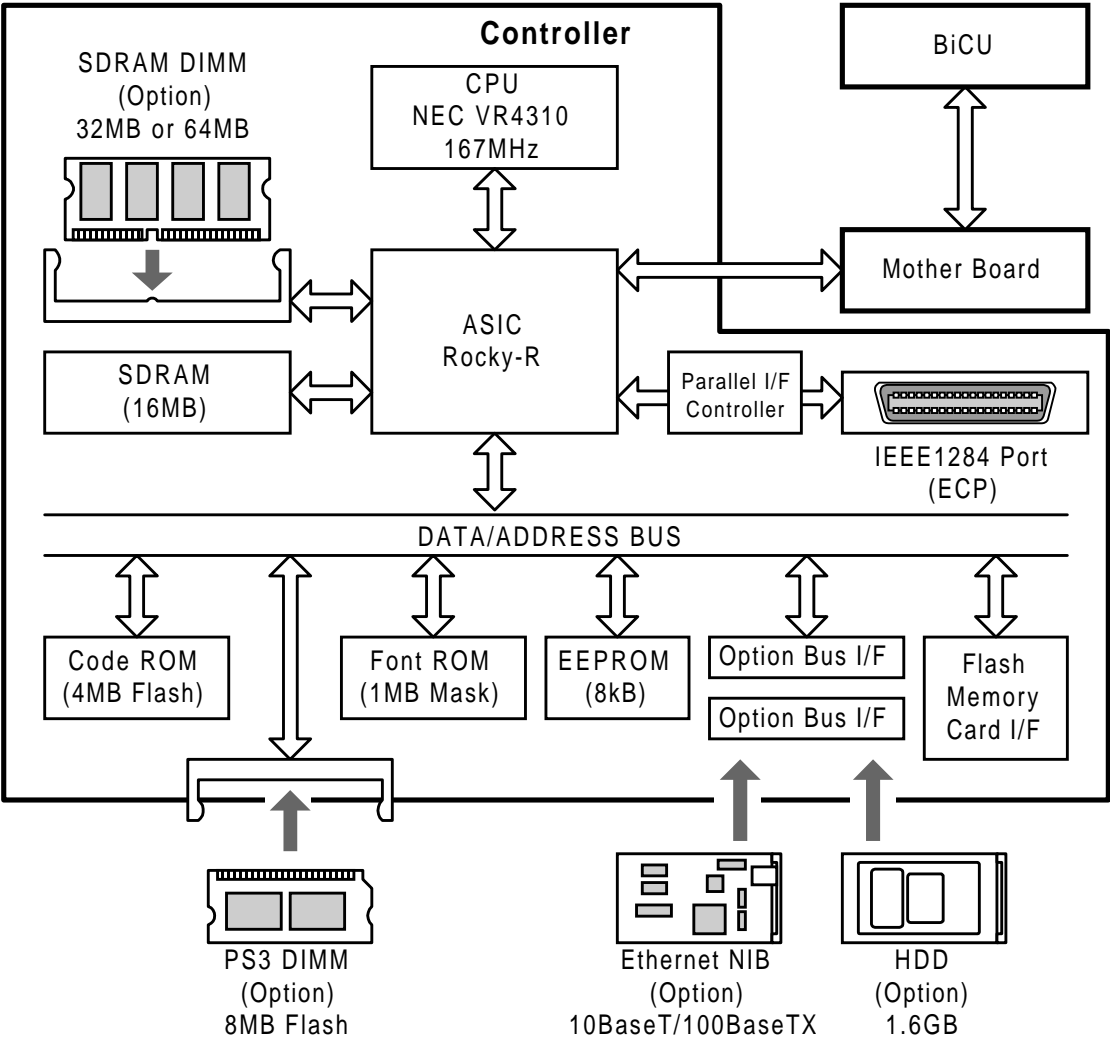 Controller
BiCU
SDRAM DIMM
(Option)
32MB or 64MB
CPU
NEC VR4310
167MHz
Mother Board
ASIC
Rocky-R
SDRAM
(16MB)
Parallel I/F
Controller
IEEE1284 Port
(ECP)
DATA/ADDRESS BUS
Code ROM
(4MB Flash)
Font ROM
(1MB Mask)
EEPROM
(8kB)
Option Bus I/F
Option Bus I/F
Flash
Memory
Card I/F
PS3 DIMM
(Option)
8MB Flash
Ethernet NIB
(Option)
10BaseT/100BaseTX
HDD
(Option)
1.6GB